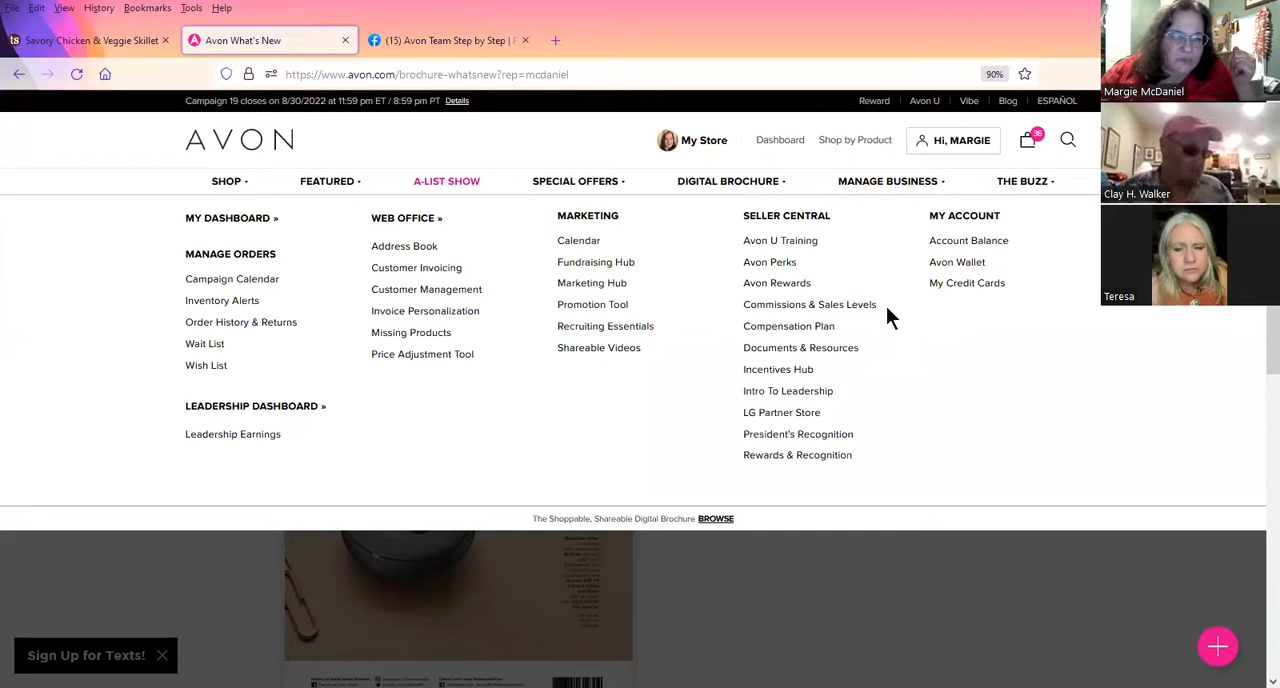 File Edit View History Bookmarks Tools Help
ts Savory Chicken & Veggie Skillet
A Avon What's New
(15) Avon Team Step by Step | F
https://www.avon.com/brochure-whatsnew?rep=mcdaniel
90%
Campaign 19 closes on 8/30/2022 at 11:59 pm ET / 8:59 pm PT Details
Reward Avon U Vibe Blog ESPAÑOL
AVON
My Store Dashboard Shop by Product Hi, MARGIE 36
SHOP FEATURED A-LIST SHOW SPECIAL OFFERS DIGITAL BROCHURE MANAGE BUSINESS THE BUZZ
MY DASHBOARD »
MANAGE ORDERS
Campaign Calendar
Inventory Alerts
Order History & Returns
Wait List
Wish List
LEADERSHIP DASHBOARD »
Leadership Earnings
WEB OFFICE »
Address Book
Customer Invoicing
Customer Management
Invoice Personalization
Missing Products
Price Adjustment Tool
MARKETING
Calendar
Fundraising Hub
Marketing Hub
Promotion Tool
Recruiting Essentials
Shareable Videos
SELLER CENTRAL
Avon U Training
Avon Perks
Avon Rewards
Commissions & Sales Levels
Compensation Plan
Documents & Resources
Incentives Hub
Intro To Leadership
LG Partner Store
President's Recognition
Rewards & Recognition
MY ACCOUNT
Account Balance
Avon Wallet
My Credit Cards
The Shoppable, Shareable Digital Brochure BROWSE
Sign Up for Texts!
Margie McDaniel
Clay H. Walker
Teresa